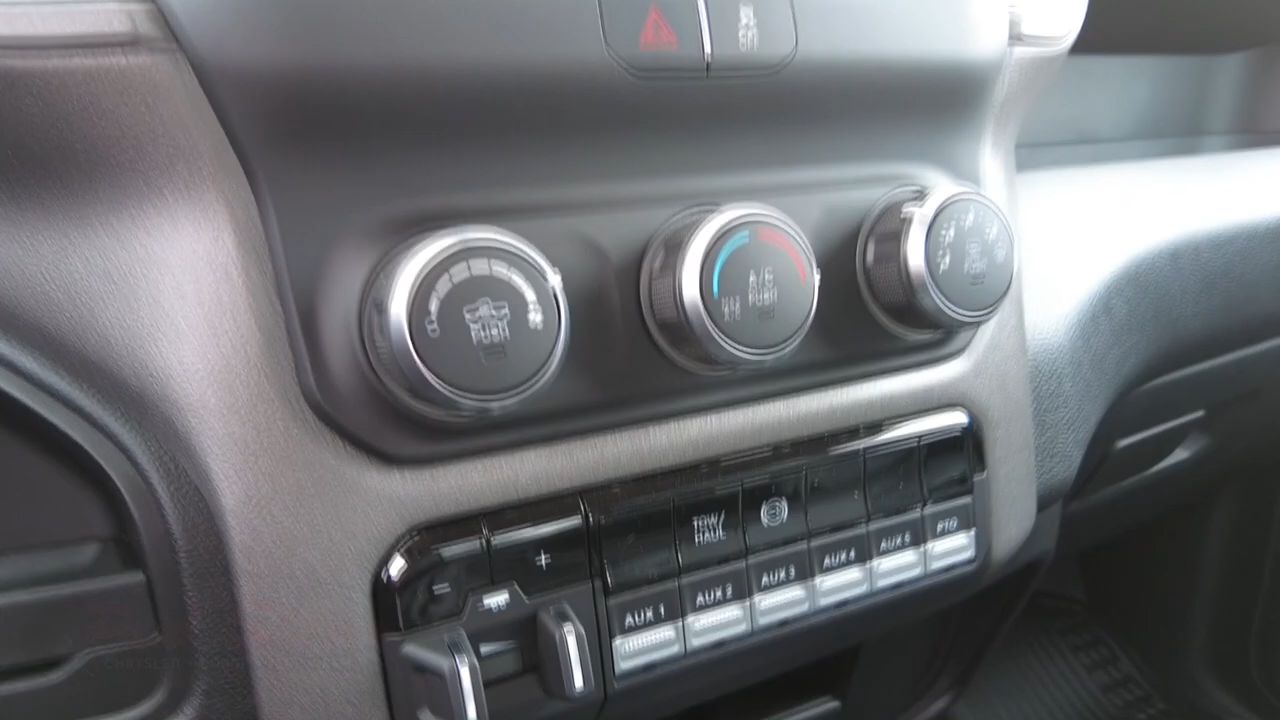 PUSH
A/C
PUSH
TOW/
HAUL
AUX 1
AUX 2
AUX 3
AUX 4
AUX 5
PTO